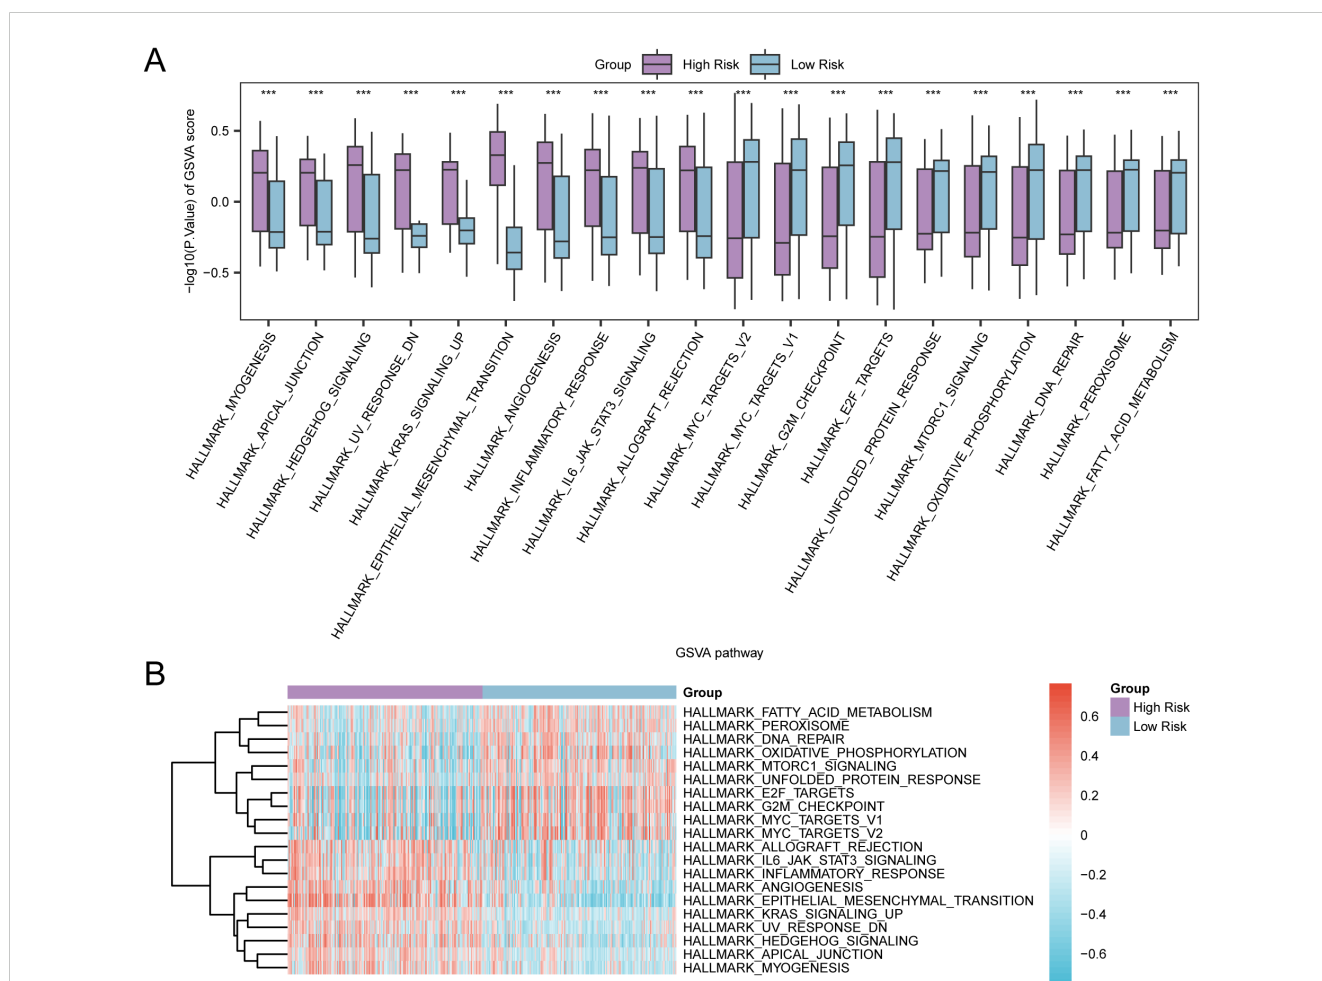 A
Group High Risk Low Risk
*** *** *** *** *** *** *** *** *** *** *** *** *** *** *** *** *** *** *** ***
−log10(P.Value) of GSVA score
0.5
0.0
−0.5
HALLMARK_MYOGENESIS
HALLMARK_APICAL_JUNCTION
HALLMARK_HEDGEHOG_SIGNALING
HALLMARK_UV_RESPONSE_DN
HALLMARK_KRAS_SIGNALING_UP
HALLMARK_EPITHELIAL_MESENCHYMAL_TRANSITION
HALLMARK_ANGIOGENESIS
HALLMARK_INFLAMMATORY_RESPONSE
HALLMARK_IL6_JAK_STAT3_SIGNALING
HALLMARK_ALLOGRAFT_REJECTION
HALLMARK_MYC_TARGETS_V2
HALLMARK_MYC_TARGETS_V1
HALLMARK_G2M_CHECKPOINT
HALLMARK_E2F_TARGETS
HALLMARK_UNFOLDED_PROTEIN_RESPONSE
HALLMARK_MTORC1_SIGNALING
HALLMARK_OXIDATIVE_PHOSPHORYLATION
HALLMARK_DNA_REPAIR
HALLMARK_PEROXISOME
HALLMARK_FATTY_ACID_METABOLISM
GSVA pathway
B
Group
HALLMARK_FATTY_ACID_METABOLISM
HALLMARK_PEROXISOME
HALLMARK_DNA_REPAIR
HALLMARK_OXIDATIVE_PHOSPHORYLATION
HALLMARK_MTORC1_SIGNALING
HALLMARK_UNFOLDED_PROTEIN_RESPONSE
HALLMARK_E2F_TARGETS
HALLMARK_G2M_CHECKPOINT
HALLMARK_MYC_TARGETS_V1
HALLMARK_MYC_TARGETS_V2
HALLMARK_ALLOGRAFT_REJECTION
HALLMARK_IL6_JAK_STAT3_SIGNALING
HALLMARK_INFLAMMATORY_RESPONSE
HALLMARK_ANGIOGENESIS
HALLMARK_EPITHELIAL_MESENCHYMAL_TRANSITION
HALLMARK_KRAS_SIGNALING_UP
HALLMARK_UV_RESPONSE_DN
HALLMARK_HEDGEHOG_SIGNALING
HALLMARK_APICAL_JUNCTION
HALLMARK_MYOGENESIS
0.6
0.4
0.2
0
−0.2
−0.4
−0.6
Group
High Risk
Low Risk